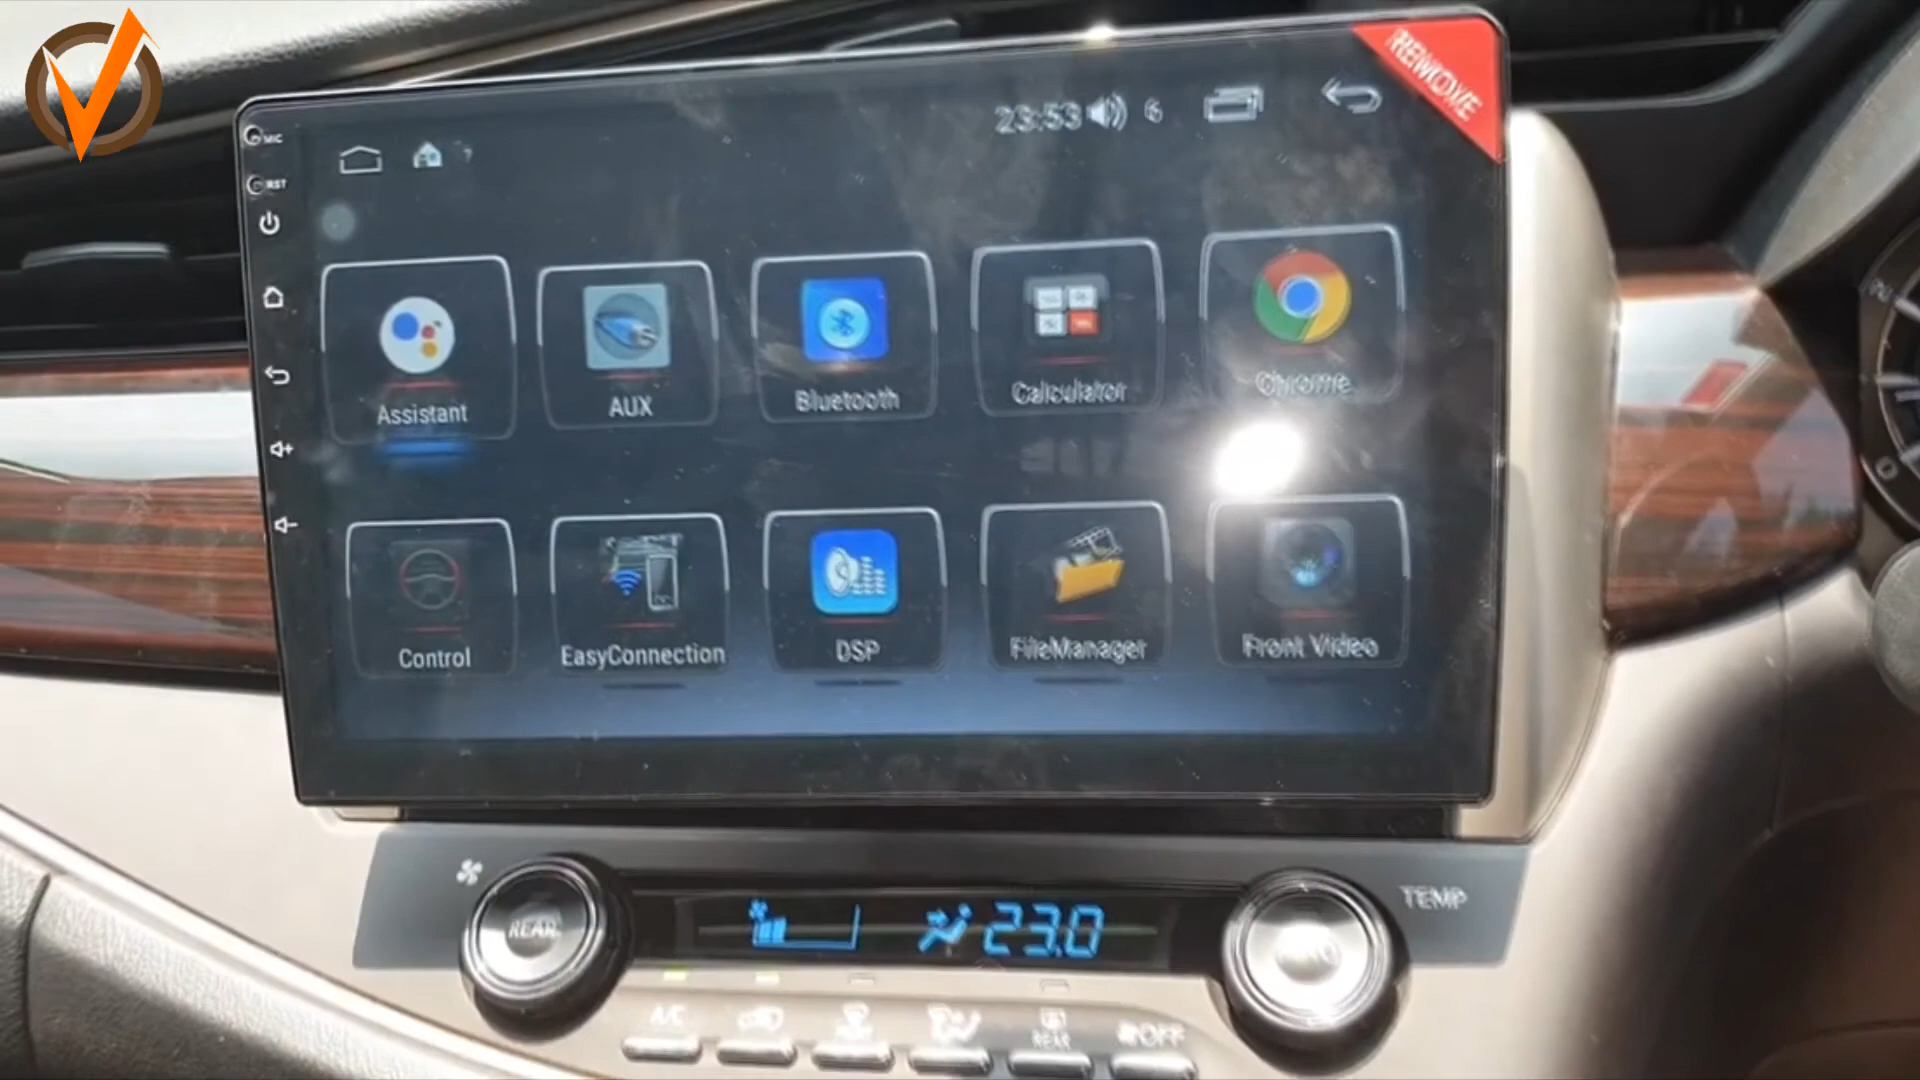 MIC
RST
23:53 6
REMOVE
Assistant
AUX
Bluetooth
Calculator
Chrome
Control
EasyConnection
DSP
FileManager
Front Video
REAR
23.0
TEMP
A/C
REAR
OFF